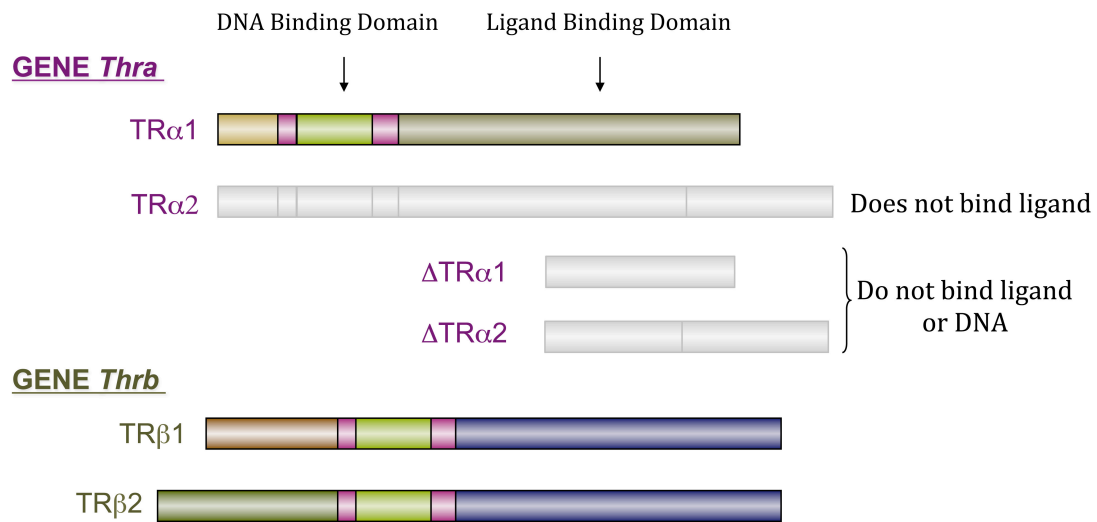 DNA Binding Domain
Ligand Binding Domain
GENE Thra
TRα1
TRα2
Does not bind ligand
ΔTRα1
ΔTRα2
Do not bind ligand
or DNA
GENE Thrb
TRβ1
TRβ2